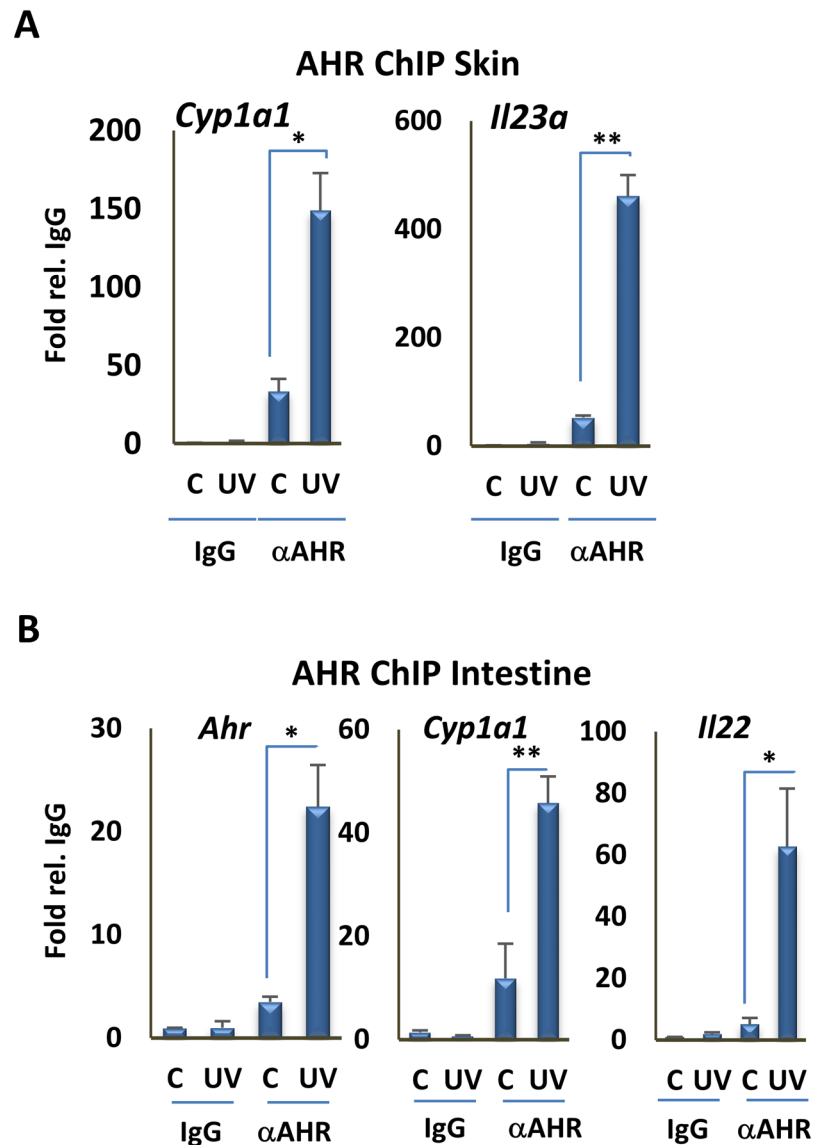 A
AHR ChIP Skin
Cyp1a1
Il23a
Fold rel. IgG
200
150
100
50
0
*
600
400
200
0
**
C UV C UV
C UV C UV
IgG αAHR
IgG αAHR
B
AHR ChIP Intestine
Ahr
Cyp1a1
Il22
Fold rel. IgG
30
20
10
0
*
60
40
20
0
**
100
80
60
40
20
0
*
C UV C UV
C UV C UV
C UV C UV
IgG αAHR
IgG αAHR
IgG αAHR